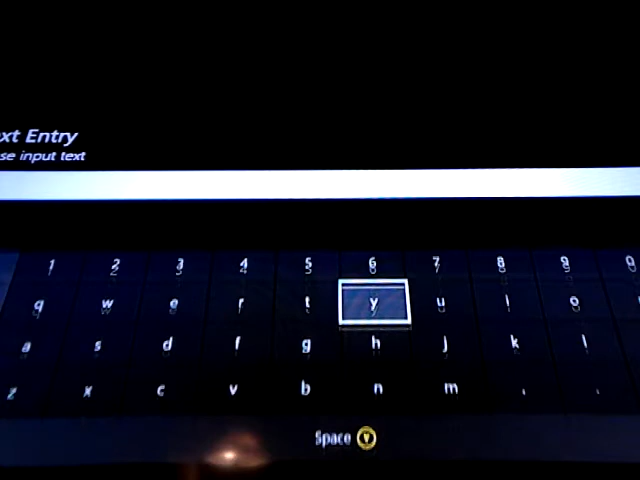 xt Entry
se input text
1 2 3 4 5 6 7 8 9 0
q w e r t y u i o
a s d f g h j k l
z x c v b n m , .
Space Y